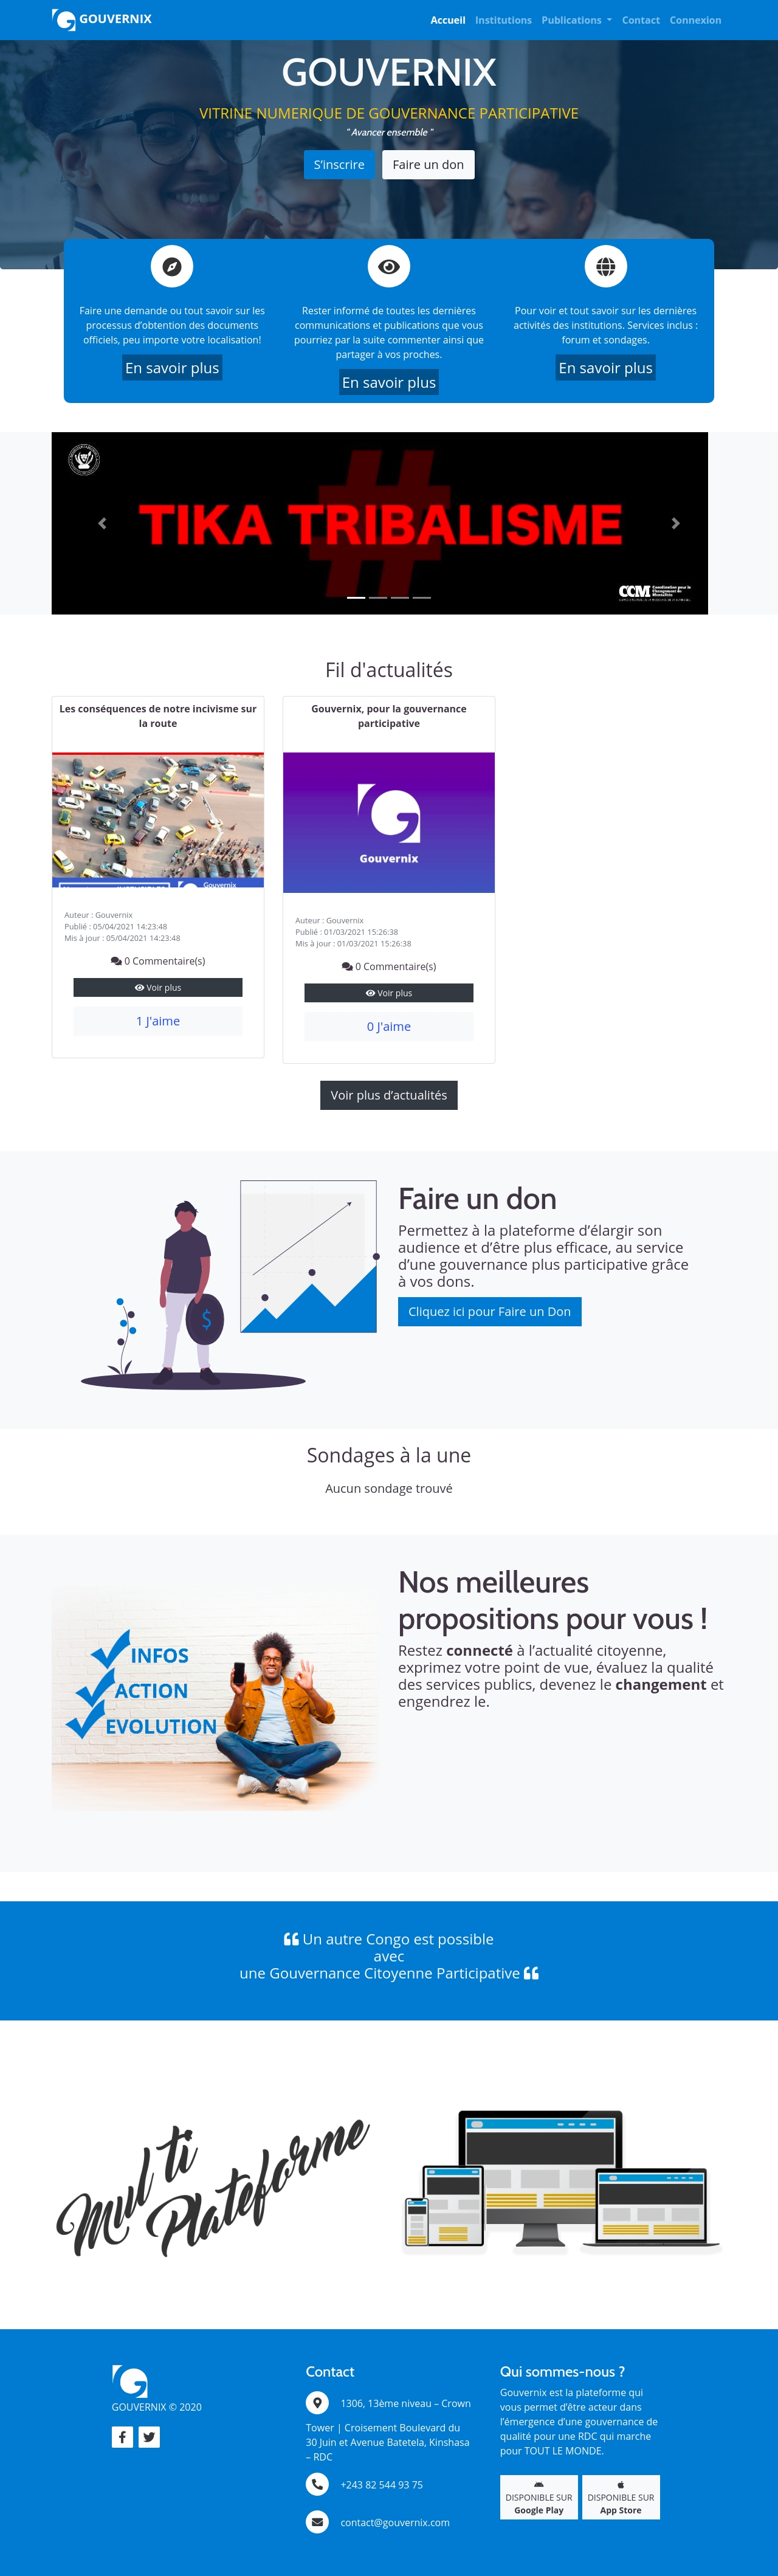 GOUVERNIX
Accueil Institutions Publications Contact Connexion
GOUVERNIX
VITRINE NUMERIQUE DE GOUVERNANCE PARTICIPATIVE
" Avancer ensemble "
S'inscrire Faire un don
Faire une demande ou tout savoir sur les
processus d'obtention des documents
officiels, peu importe votre localisation!
En savoir plus
Rester informé de toutes les dernières
communications et publications que vous
pourriez par la suite commenter ainsi que
partager à vos proches.
En savoir plus
Pour voir et tout savoir sur les dernières
activités des institutions. Services inclus :
forum et sondages.
En savoir plus
#
TIKA TRIBALISME
CCM
Fil d'actualités
Les conséquences de notre incivisme sur
la route
Gouvernix
Auteur : Gouvernix
Publié : 05/04/2021 14:23:48
Mis à jour : 05/04/2021 14:23:48
0 Commentaire(s)
Voir plus
1 J'aime
Gouvernix, pour la gouvernance
participative
Gouvernix
Auteur : Gouvernix
Publié : 01/03/2021 15:26:38
Mis à jour : 01/03/2021 15:26:38
0 Commentaire(s)
Voir plus
0 J'aime
Voir plus d'actualités
$
Faire un don
Permettez à la plateforme d'élargir son
audience et d'être plus efficace, au service
d'une gouvernance plus participative grâce
à vos dons.
Cliquez ici pour Faire un Don
Sondages à la une
Aucun sondage trouvé
INFOS
ACTION
EVOLUTION
Nos meilleures
propositions pour vous !
Restez connecté à l'actualité citoyenne,
exprimez votre point de vue, évaluez la qualité
des services publics, devenez le changement et
engendrez le.
Un autre Congo est possible
avec
une Gouvernance Citoyenne Participative
Multi
Plateforme
GOUVERNIX © 2020
Contact
1306, 13ème niveau – Crown
Tower | Croisement Boulevard du
30 Juin et Avenue Batetela, Kinshasa
– RDC
+243 82 544 93 75
contact@gouvernix.com
Qui sommes-nous ?
Gouvernix est la plateforme qui
vous permet d'être acteur dans
l'émergence d'une gouvernance de
qualité pour une RDC qui marche
pour TOUT LE MONDE.
DISPONIBLE SUR
Google Play
DISPONIBLE SUR
App Store